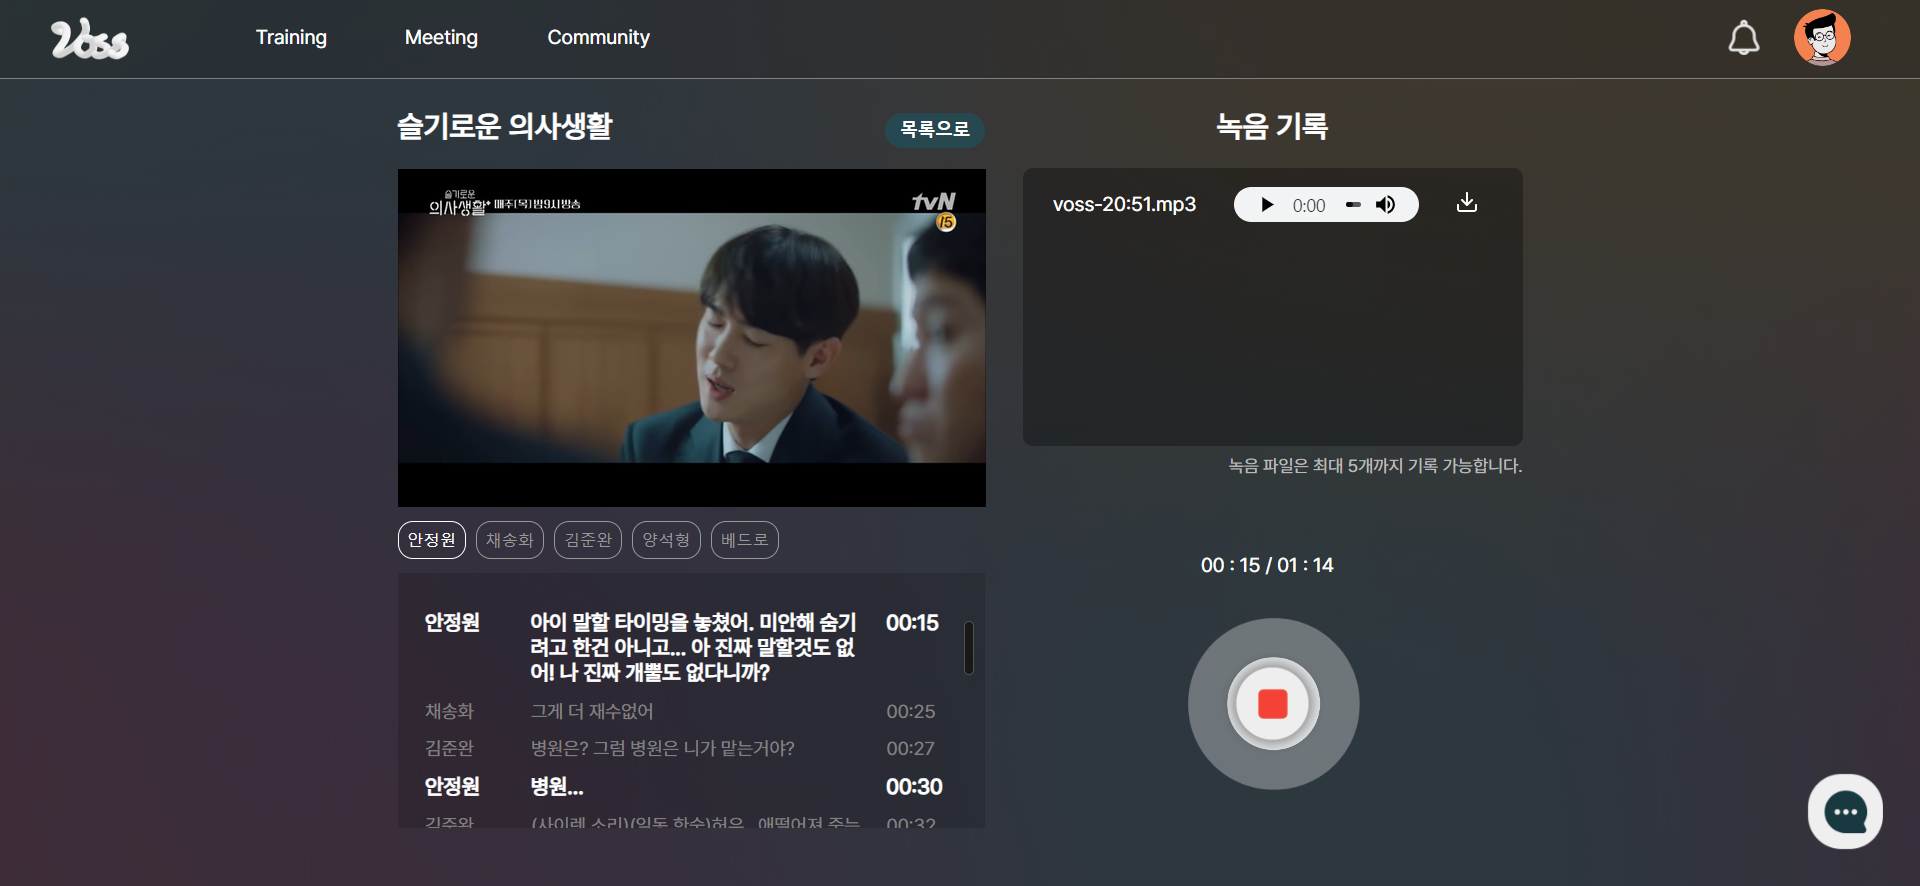 Voss
Training
Meeting
Community
슬기로운 의사생활
목록으로
녹음 기록
슬기로운
의사생활 매주[목] 밤9시 방송
tvN
15
voss-20:51.mp3
0:00
녹음 파일은 최대 5개까지 기록 가능합니다.
안정원
채송화
김준완
양석형
베드로
00 : 15 / 01 : 14
안정원
아이 말할 타이밍을 놓쳤어. 미안해 숨기
려고 한건 아니고... 아 진짜 말할것도 없
어! 나 진짜 개뿔도 없다니까?
00:15
채송화
그게 더 재수없어
00:25
김준완
병원은? 그럼 병원은 니가 맡는거야?
00:27
안정원
병원...
00:30
김준완
(사이렌 소리)(일동 한숨)
00:32